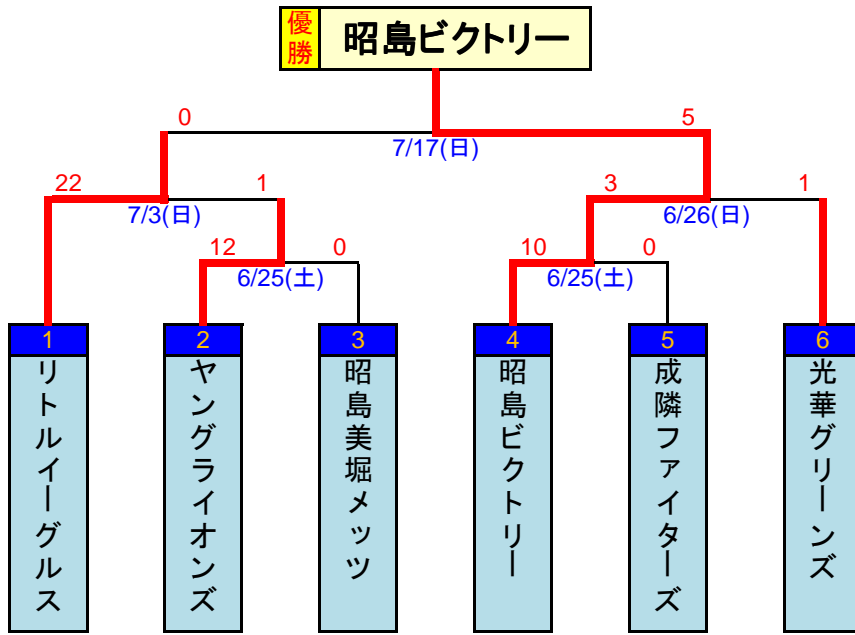 優勝
昭島ビクトリー
0
5
7/17(日)
22
1
3
1
7/3(日)
6/26(日)
12
0
10
0
6/25(土)
6/25(土)
1
2
3
4
5
6
リトルイーグルス
ヤングライオンズ
昭島美堀メッツ
昭島ビクトリー
成隣ファイターズ
光華グリーンズ